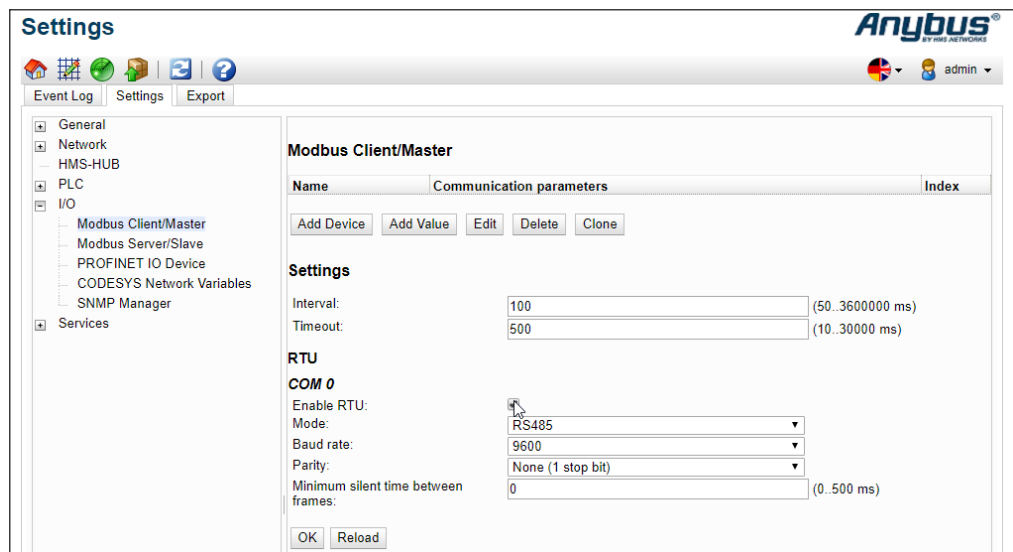 Settings
Anybus®
BY HMS NETWORKS
admin
Event Log Settings Export
General
Network
HMS-HUB
PLC
I/O
Modbus Client/Master
Modbus Server/Slave
PROFINET IO Device
CODESYS Network Variables
SNMP Manager
Services
Modbus Client/Master
Name Communication parameters Index
Add Device Add Value Edit Delete Clone
Settings
Interval: 100 (50..3600000 ms)
Timeout: 500 (10..30000 ms)
RTU
COM 0
Enable RTU:
Mode: RS485
Baud rate: 9600
Parity: None (1 stop bit)
Minimum silent time between
frames: 0 (0..500 ms)
OK Reload